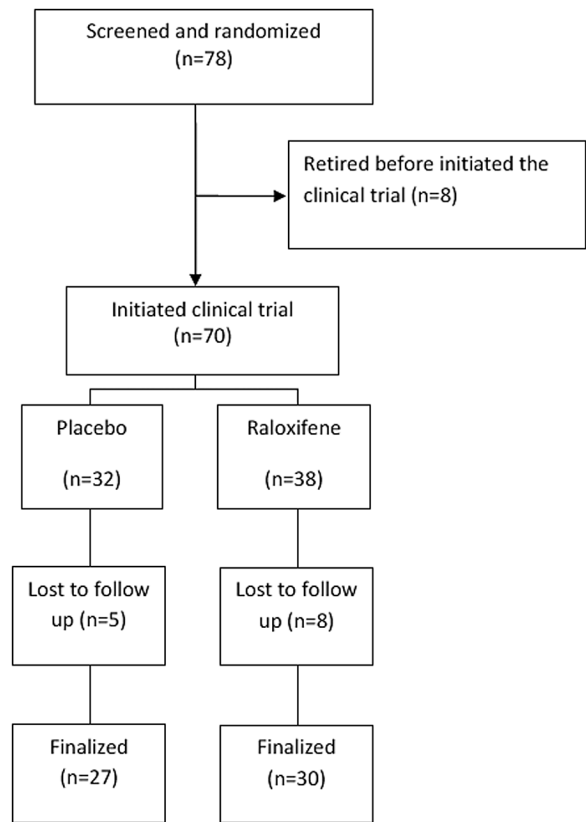 Screened and randomized
(n=78)
Retired before initiated the
clinical trial (n=8)
Initiated clinical trial
(n=70)
Placebo
(n=32)
Raloxifene
(n=38)
Lost to follow
up (n=5)
Lost to follow
up (n=8)
Finalized
(n=27)
Finalized
(n=30)